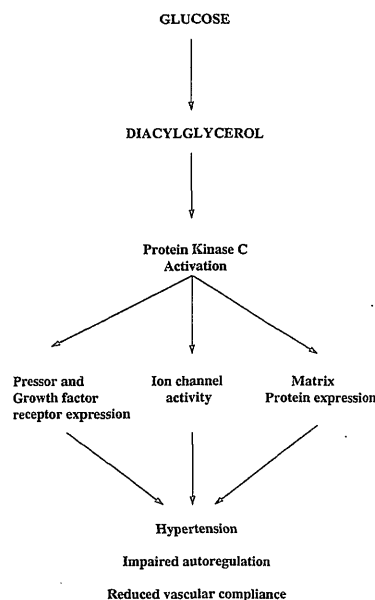 GLUCOSE
DIACYLGLYCEROL
Protein Kinase C
Activation
Pressor and
Growth factor
receptor expression
Ion channel
activity
Matrix
Protein expression
Hypertension
Impaired autoregulation
Reduced vascular compliance